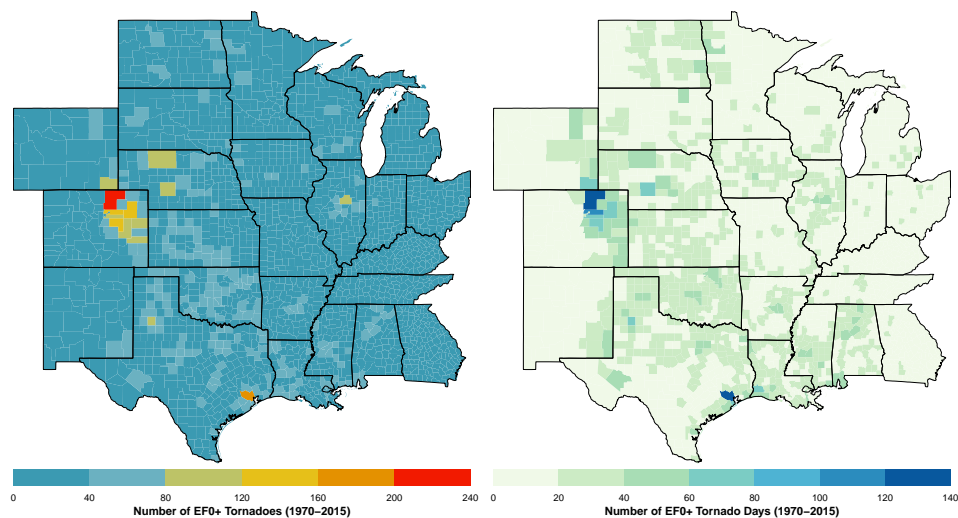 0 40 80 120 160 200 240
Number of EF0+ Tornadoes (1970−2015)
0 20 40 60 80 100 120 140
Number of EF0+ Tornado Days (1970−2015)